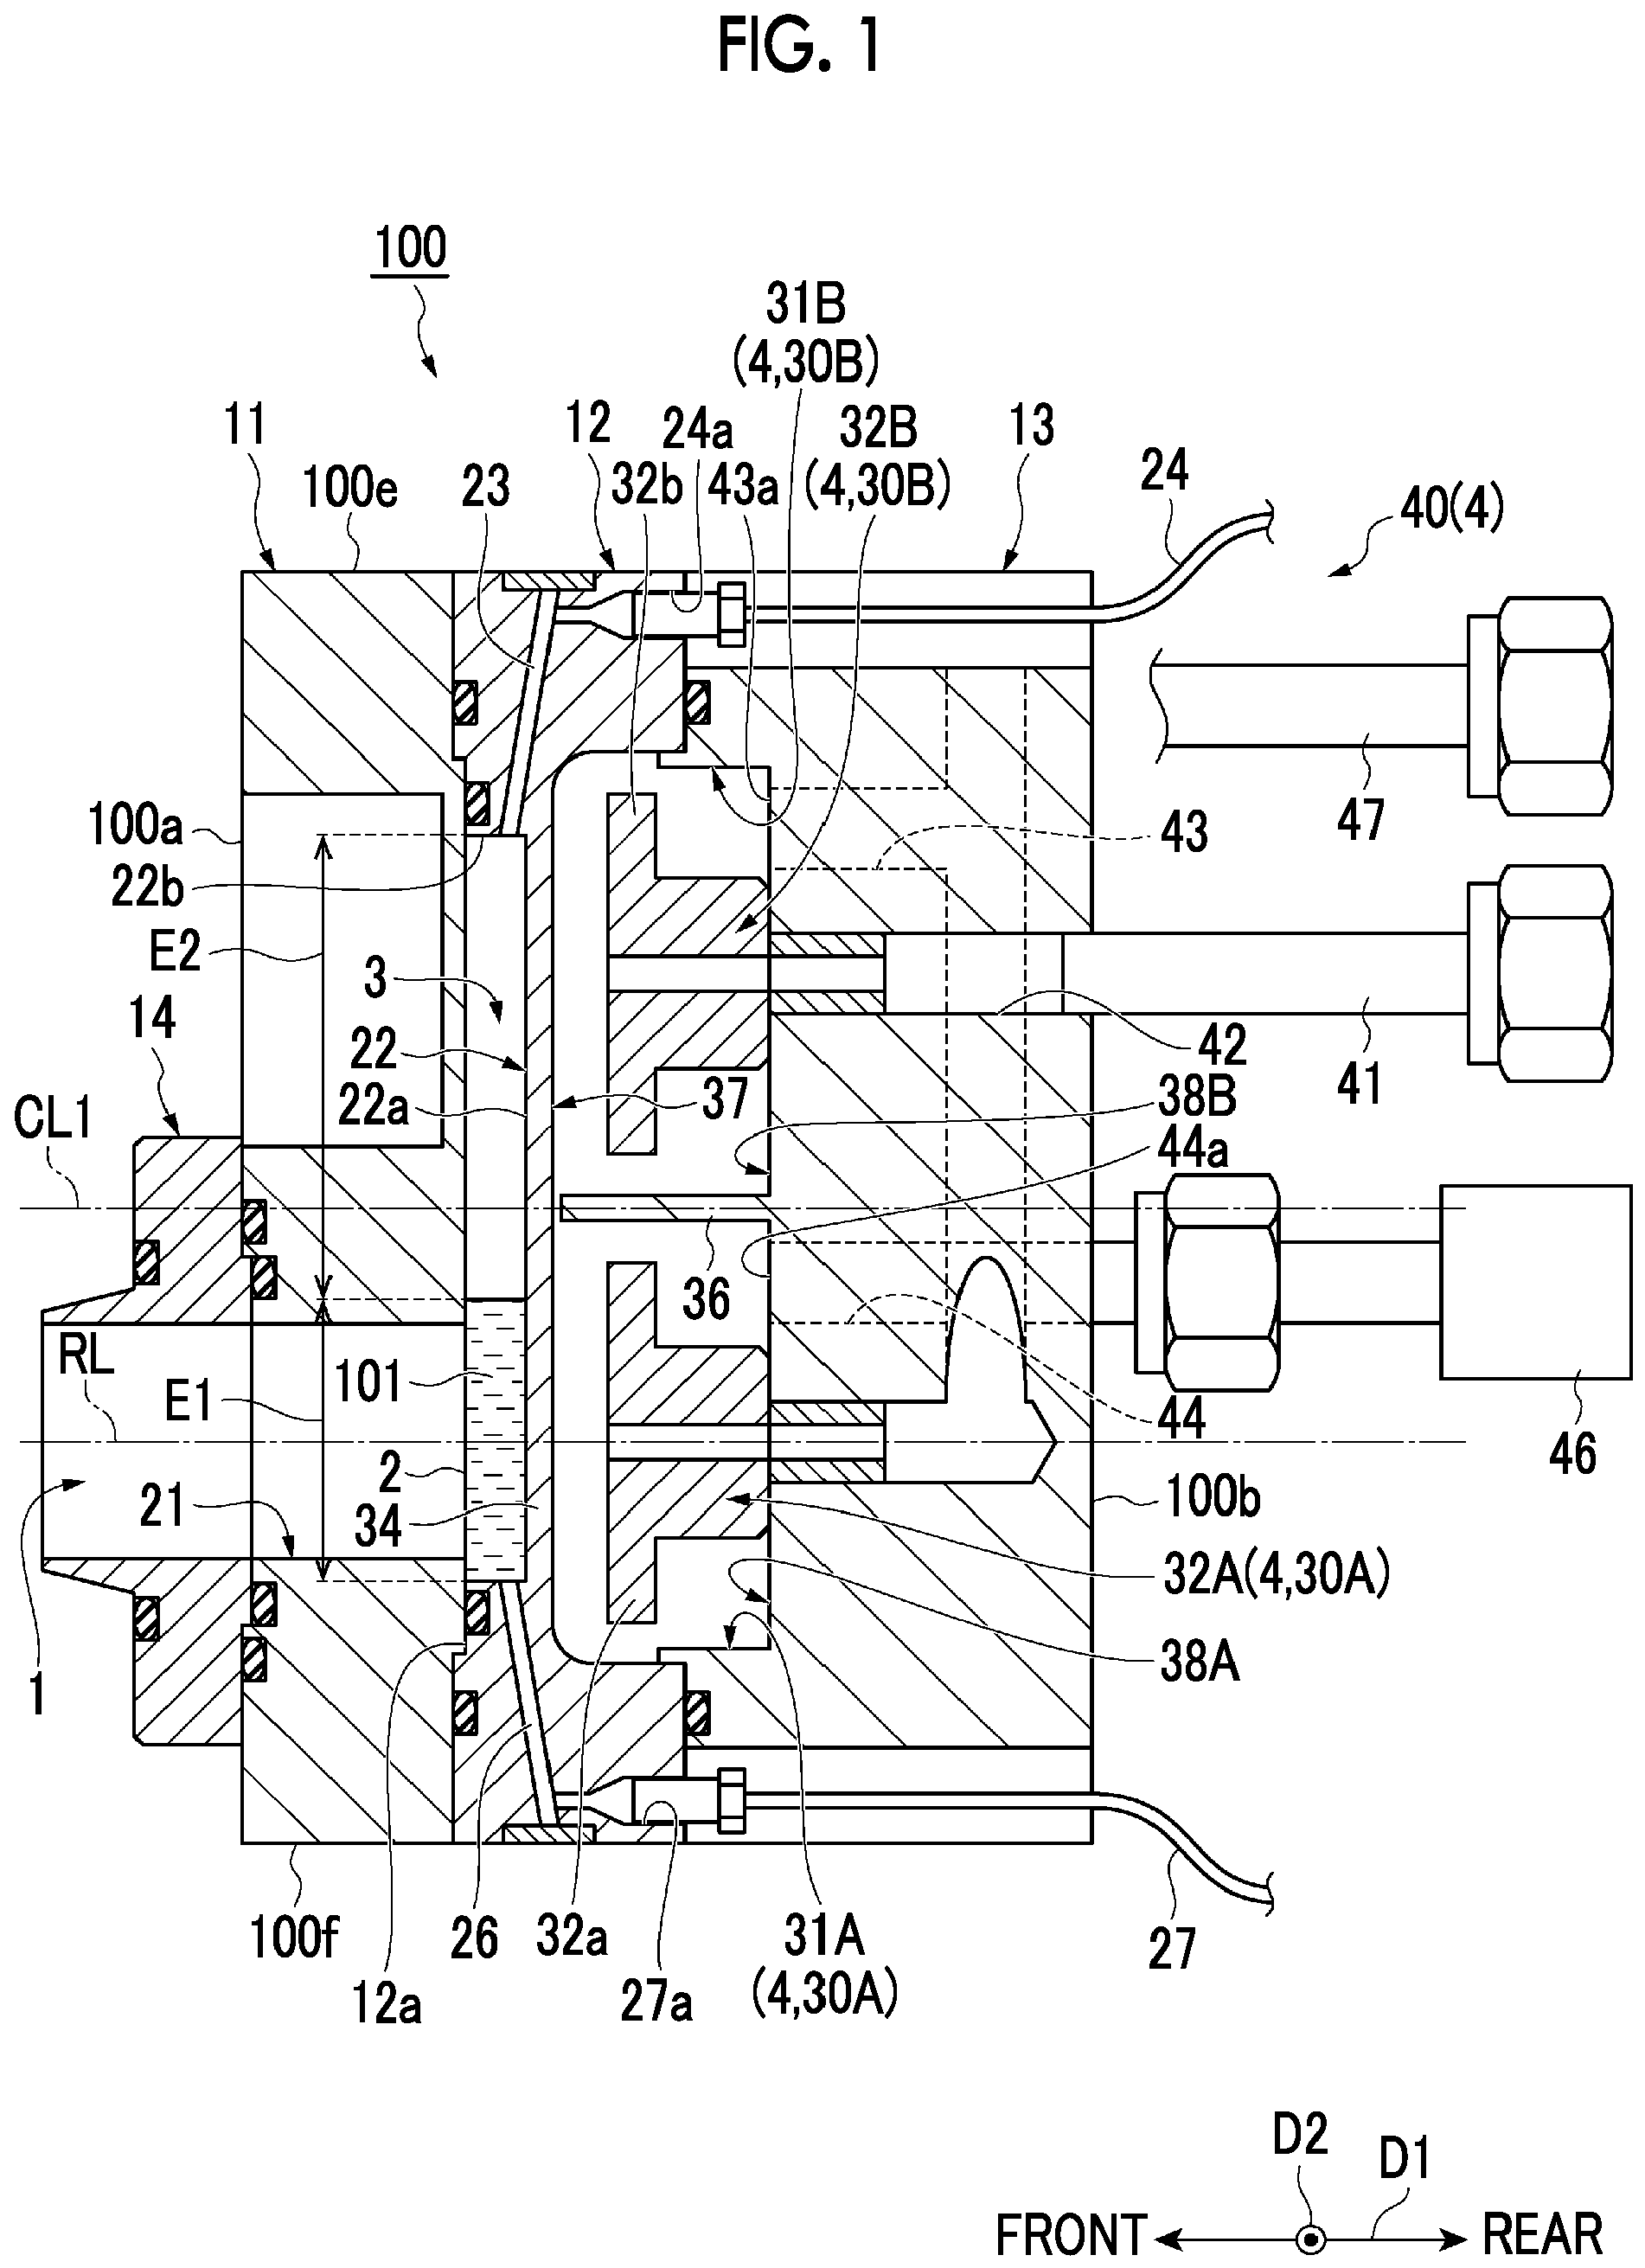 FIG. 1
100
31B
(4,30B)
11
12
24a
32B
13
24
100e
23
32b
43a
(4,30B)
40(4)
100a
43
47
22b
E2
3
14
22
42
41
22a
37
38B
CL1
44a
36
RL
101
E1
44
46
2
21
34
100b
32A(4,30A)
1
38A
100f
26
32a
31A
27
12a
27a
(4,30A)
D2
D1
FRONT
REAR